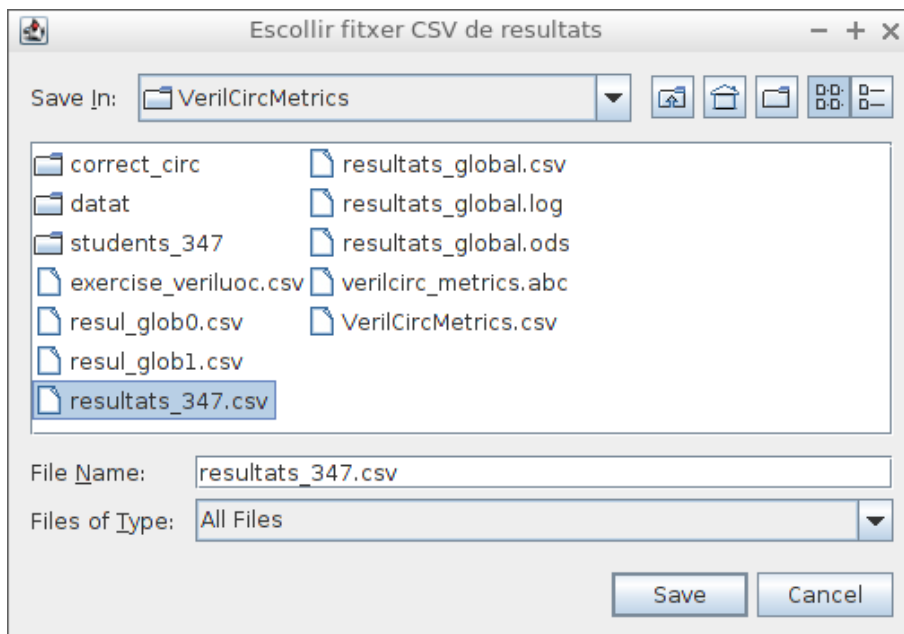 Escollir fitxer CSV de resultats
Save In: VerilCircMetrics
correct_circ
datat
students_347
exercise_veriluoc.csv
resul_glob0.csv
resul_glob1.csv
resultats_347.csv
resultats_global.csv
resultats_global.log
resultats_global.ods
verilcirc_metrics.abc
VerilCircMetrics.csv
File Name: resultats_347.csv
Files of Type: All Files
Save Cancel